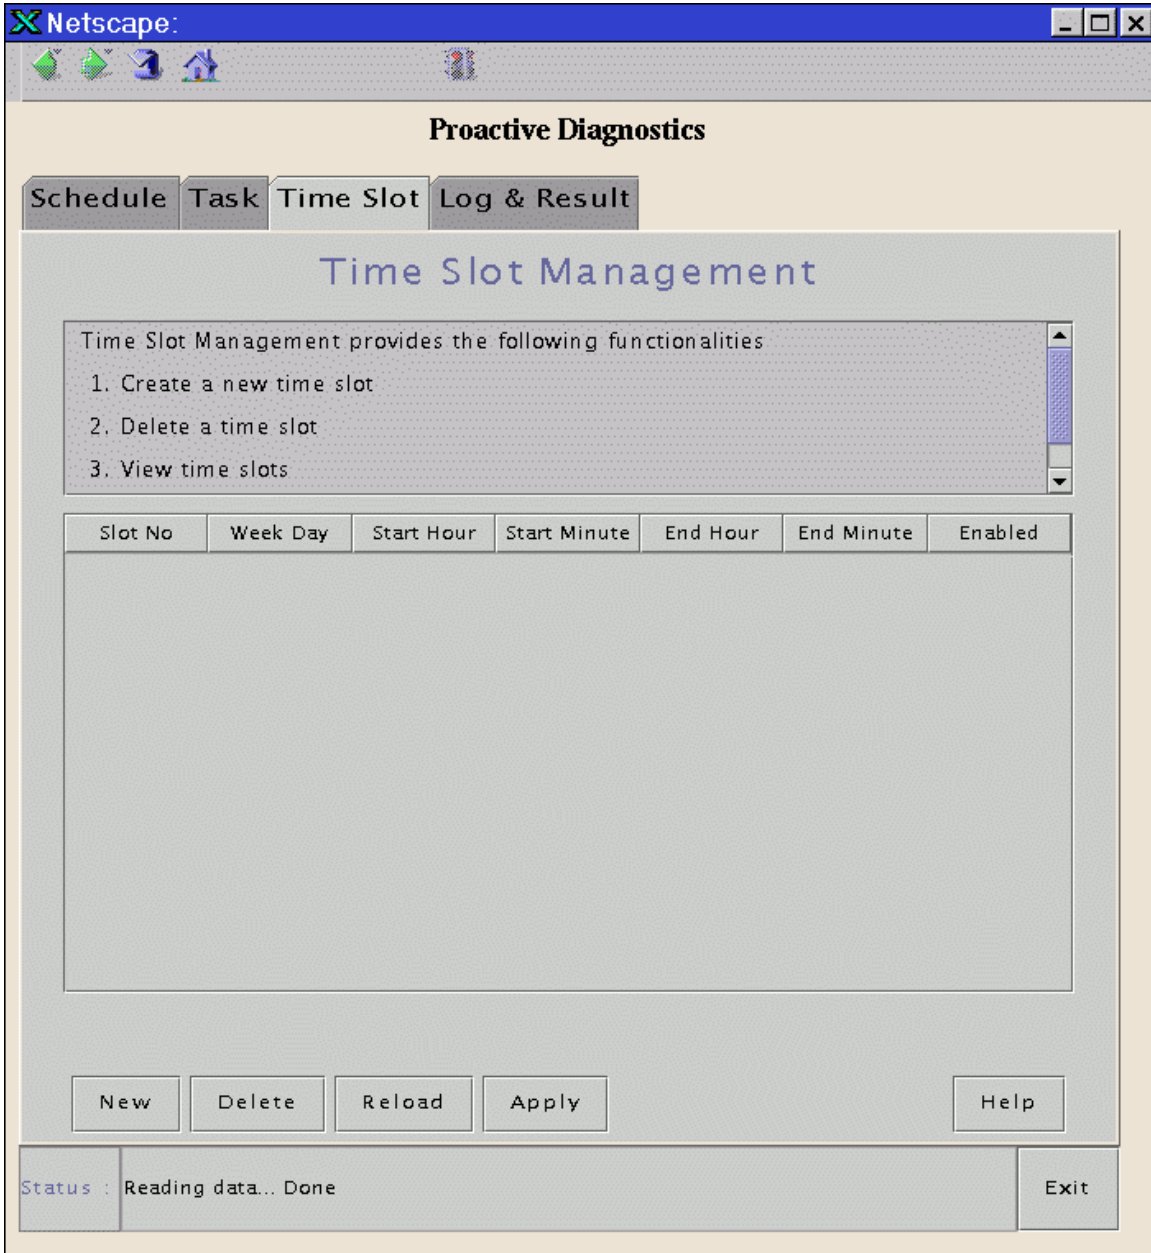 Netscape:
Proactive Diagnostics
Schedule Task Time Slot Log & Result
Time Slot Management
Time Slot Management provides the following functionalities
1. Create a new time slot
2. Delete a time slot
3. View time slots
Slot No Week Day Start Hour Start Minute End Hour End Minute Enabled
New Delete Reload Apply Help
Status : Reading data... Done Exit